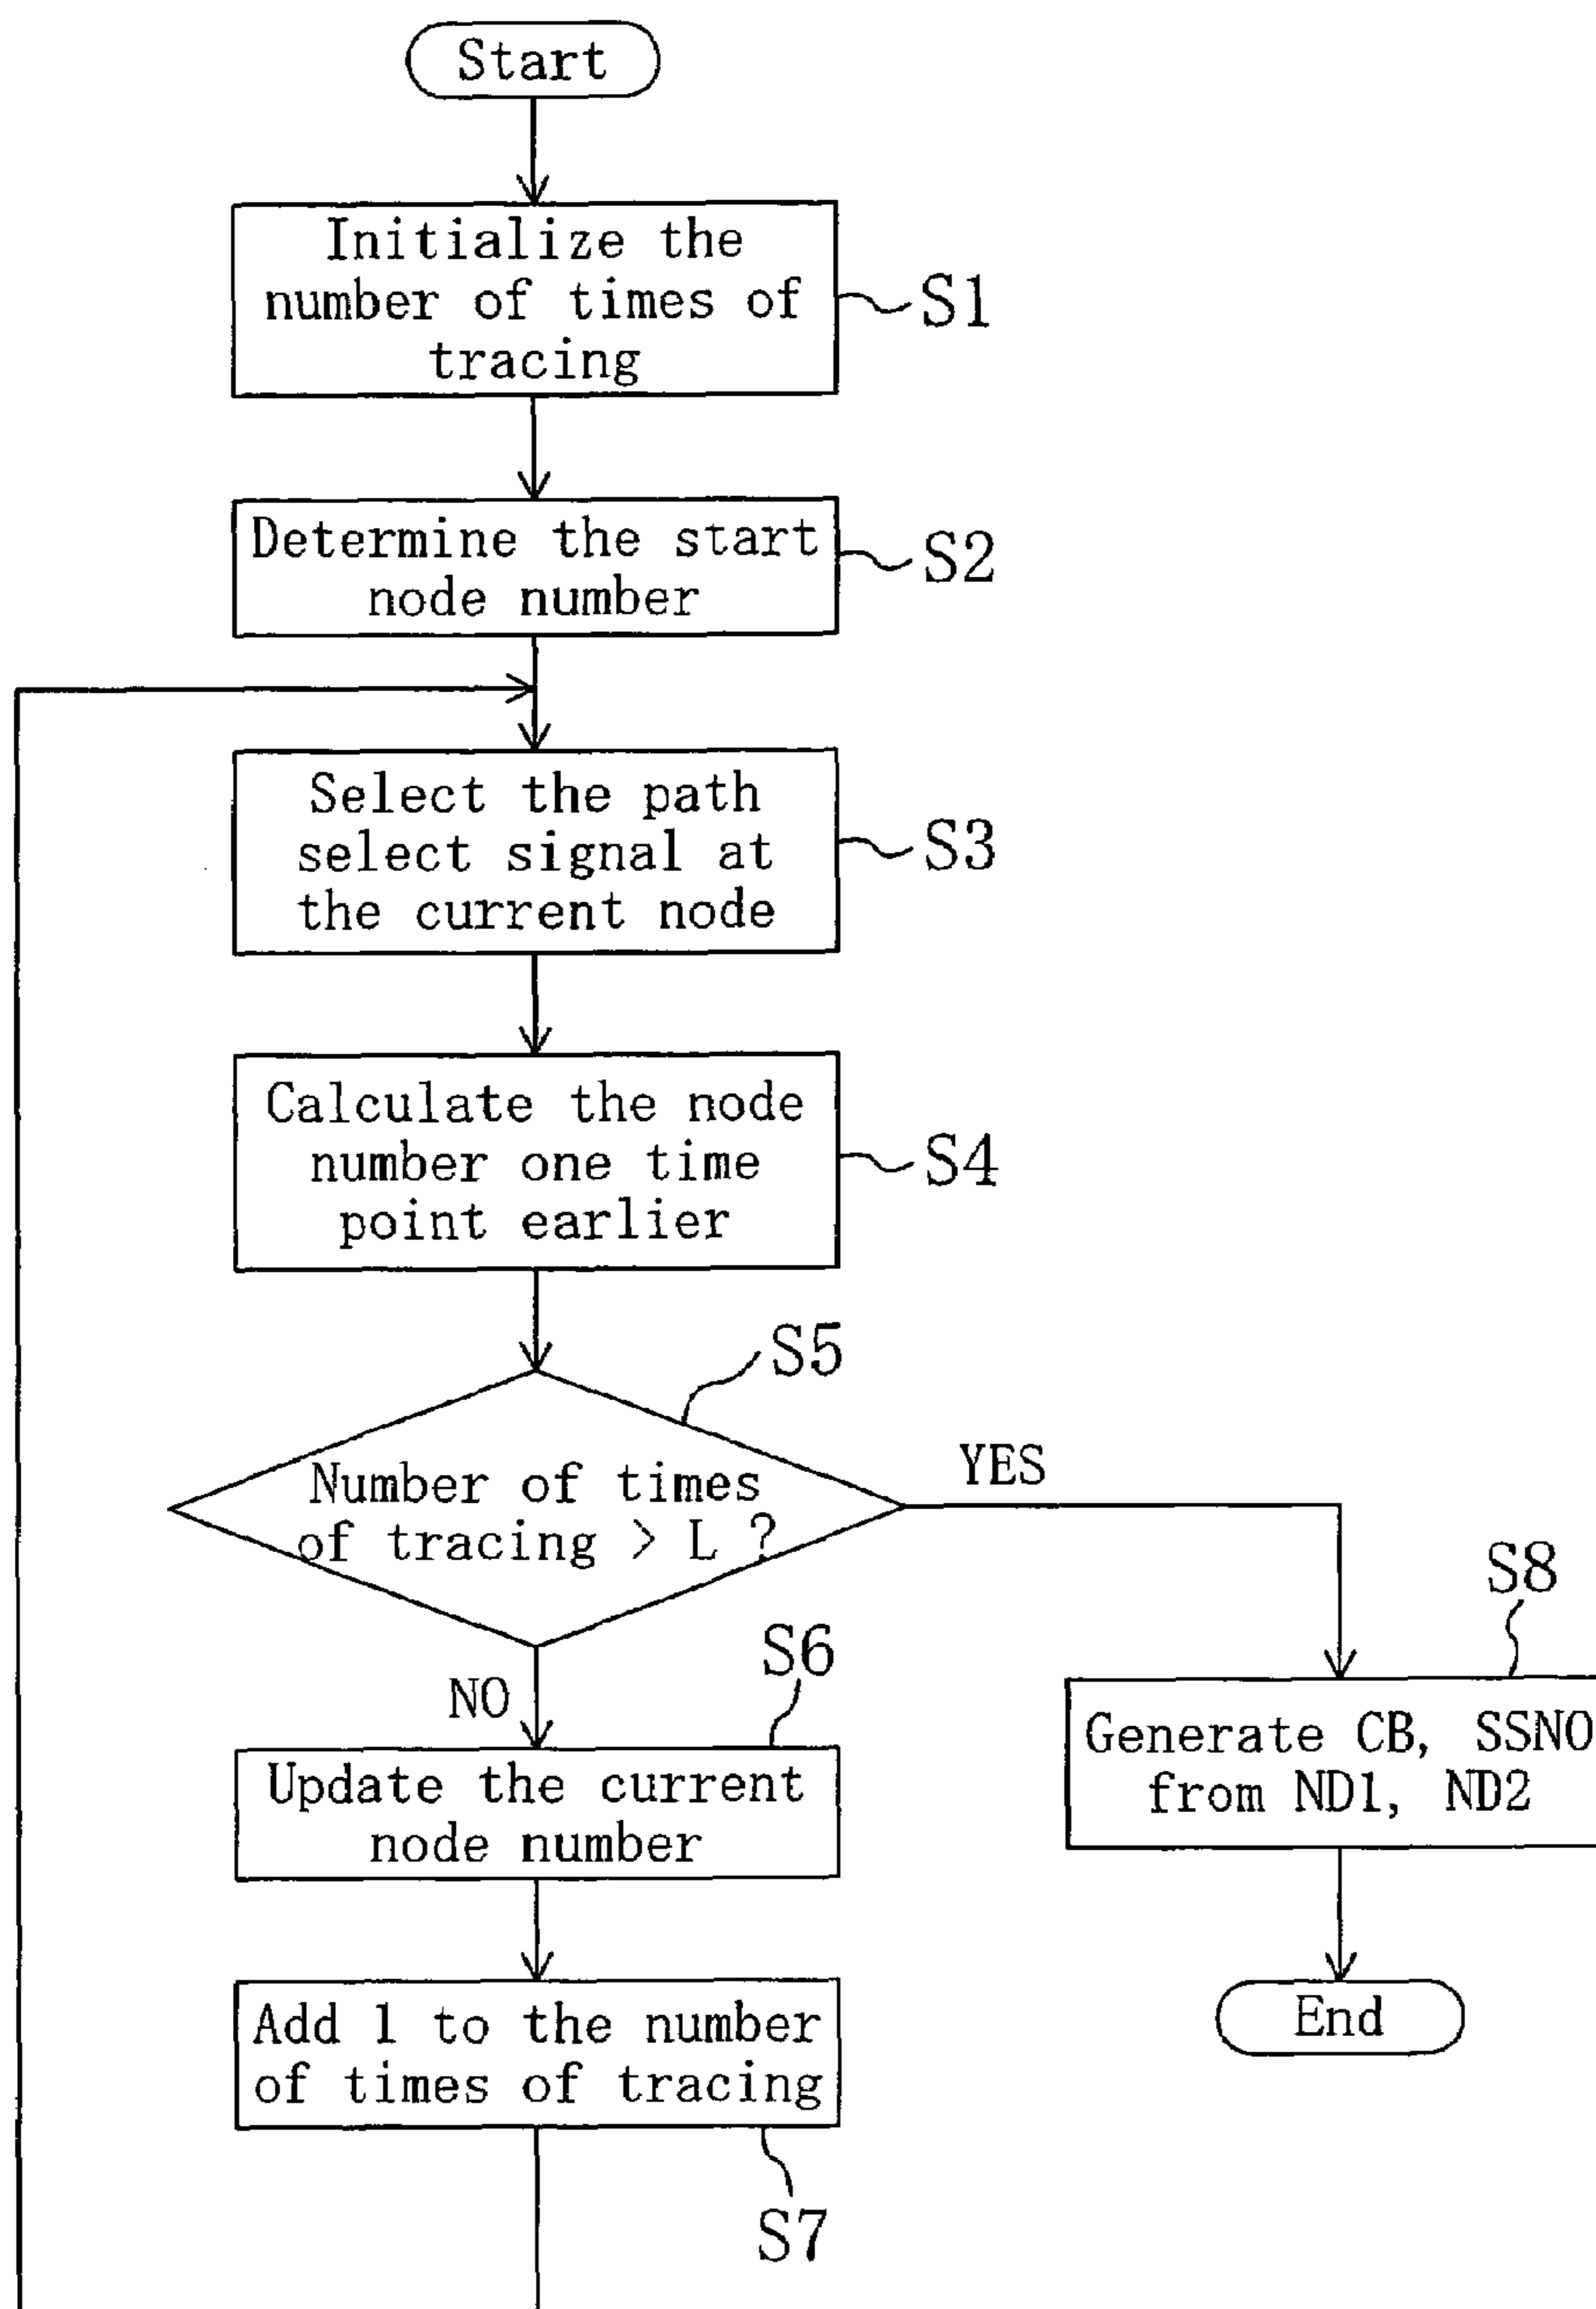 Start
Initialize the
number of times of
tracing
S1
Determine the start
node number
S2
Select the path
select signal at
the current node
S3
Calculate the node
number one time
point earlier
S4
S5
Number of times
of tracing > L ?
YES
NO
S6
Update the current
node number
S8
Generate CB, SSNO
from ND1, ND2
Add 1 to the number
of times of tracing
S7
End